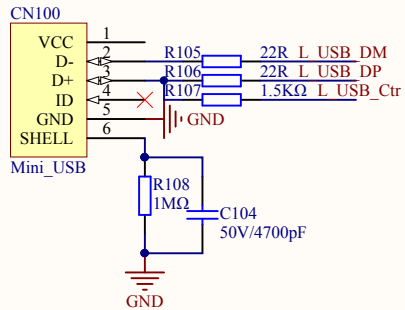 CN100
VCC 1
D- 2 R105 22R L_USB_DM
D+ 3 R106 22R L_USB_DP
ID 4 R107 1.5KΩ L_USB_Ctr
GND 5 GND
SHELL 6
Mini_USB
R108
1MΩ
C104
50V/4700pF
GND